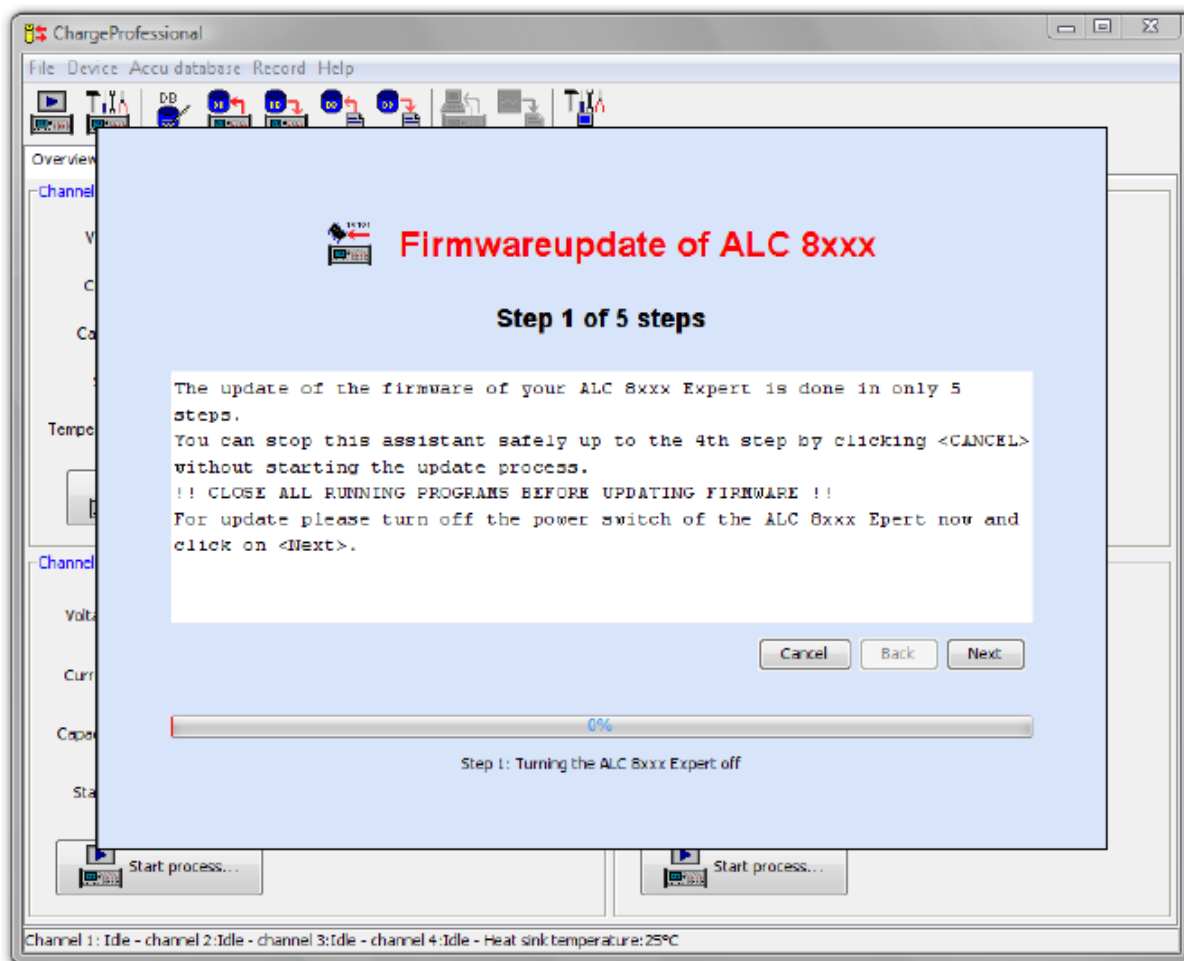 ChargeProfessional
File Device Accu database Record Help
DB
Overview
Channel
V
C
Ca
Tempe
Firmwareupdate of ALC 8xxx
Step 1 of 5 steps
The update of the firmware of your ALC 8xxx Expert is done in only 5
steps.
You can stop this assistant safely up to the 4th step by clicking <CANCEL>
without starting the update process.
!! CLOSE ALL RUNNING PROGRAMS BEFORE UPDATING FIRMWARE !!
For update please turn off the power switch of the ALC 8xxx Epert now and
click on <Next>.
Cancel Back Next
0%
Step 1: Turning the ALC 8xxx Expert off
Channel
Volta
Curr
Capa
Sta
Start process...
Start process...
Channel 1: Idle - channel 2:Idle - channel 3:Idle - channel 4:Idle - Heat sink temperature:25°C